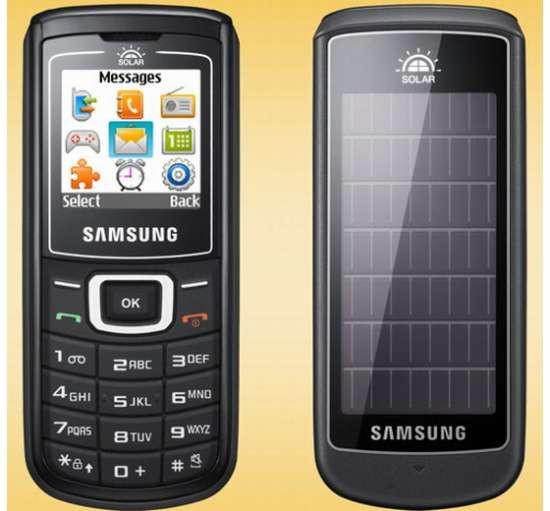 SOLAR
Messages
Select Back
SAMSUNG
OK
1 2ABC 3DEF
4GHI 5JKL 6MNO
7PQRS 8TUV 9WXYZ
* 0+ #
SOLAR
SAMSUNG